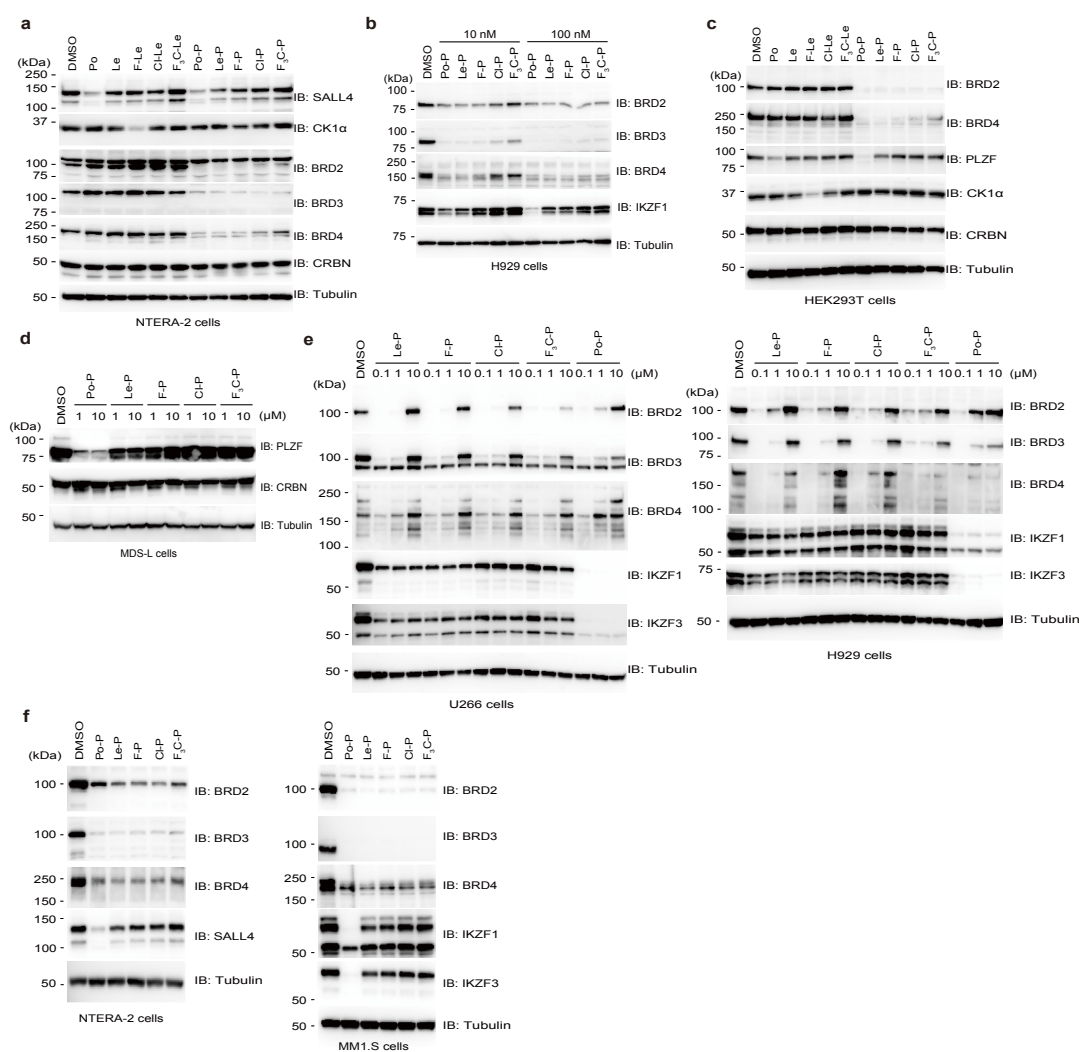 a
(kDa)
DMSO
Po
Le
F-Le
Cl-Le
F3C-Le
Po-P
Le-P
F-P
Cl-P
F3C-P
250 -
150 -
100 -
IB: SALL4
37 -
IB: CK1α
100 -
75 -
IB: BRD2
100 -
75 -
IB: BRD3
250 -
150 -
IB: BRD4
50 -
IB: CRBN
50 -
IB: Tubulin
NTERA-2 cells
b
10 nM
100 nM
(kDa)
DMSO
Po-P
Le-P
F-P
Cl-P
F3C-P
Po-P
Le-P
F-P
Cl-P
F3C-P
100 -
75 -
IB: BRD2
100 -
75 -
IB: BRD3
150 -
IB: BRD4
75 -
50 -
IB: IKZF1
75 -
IB: Tubulin
H929 cells
c
(kDa)
DMSO
Po
Le
F-Le
Cl-Le
F3C-Le
Po-P
Le-P
F-P
Cl-P
F3C-P
100 -
IB: BRD2
250 -
150 -
IB: BRD4
100 -
75 -
IB: PLZF
37 -
IB: CK1α
50 -
IB: CRBN
50 -
IB: Tubulin
HEK293T cells
d
DMSO
Po-P
Le-P
F-P
Cl-P
F3C-P
(kDa)
1 10 1 10 1 10 1 10 1 10 (μM)
100 -
75 -
IB: PLZF
50 -
IB: CRBN
50 -
IB: Tubulin
MDS-L cells
e
DMSO
Le-P
F-P
Cl-P
F3C-P
Po-P
(kDa)
0.1 1 10 0.1 1 10 0.1 1 10 0.1 1 10 0.1 1 10 (μM)
100 -
IB: BRD2
100 -
75 -
IB: BRD3
250 -
150 -
100 -
IB: BRD4
75 -
50 -
IB: IKZF1
50 -
IB: IKZF3
50 -
IB: Tubulin
U266 cells
DMSO
Le-P
F-P
Cl-P
F3C-P
Po-P
(kDa)
0.1 1 10 0.1 1 10 0.1 1 10 0.1 1 10 0.1 1 10 (μM)
100 -
IB: BRD2
100 -
75 -
IB: BRD3
150 -
100 -
IB: BRD4
50 -
IB: IKZF1
75 -
IB: IKZF3
50 -
IB: Tubulin
H929 cells
f
(kDa)
DMSO
Po-P
Le-P
F-P
Cl-P
F3C-P
100 -
IB: BRD2
100 -
IB: BRD3
250 -
150 -
IB: BRD4
150 -
100 -
IB: SALL4
50 -
IB: Tubulin
NTERA-2 cells
(kDa)
DMSO
Po-P
Le-P
F-P
Cl-P
F3C-P
100 -
IB: BRD2
100 -
IB: BRD3
250 -
150 -
IB: BRD4
50 -
IB: IKZF1
50 -
IB: IKZF3
50 -
IB: Tubulin
MM1.S cells